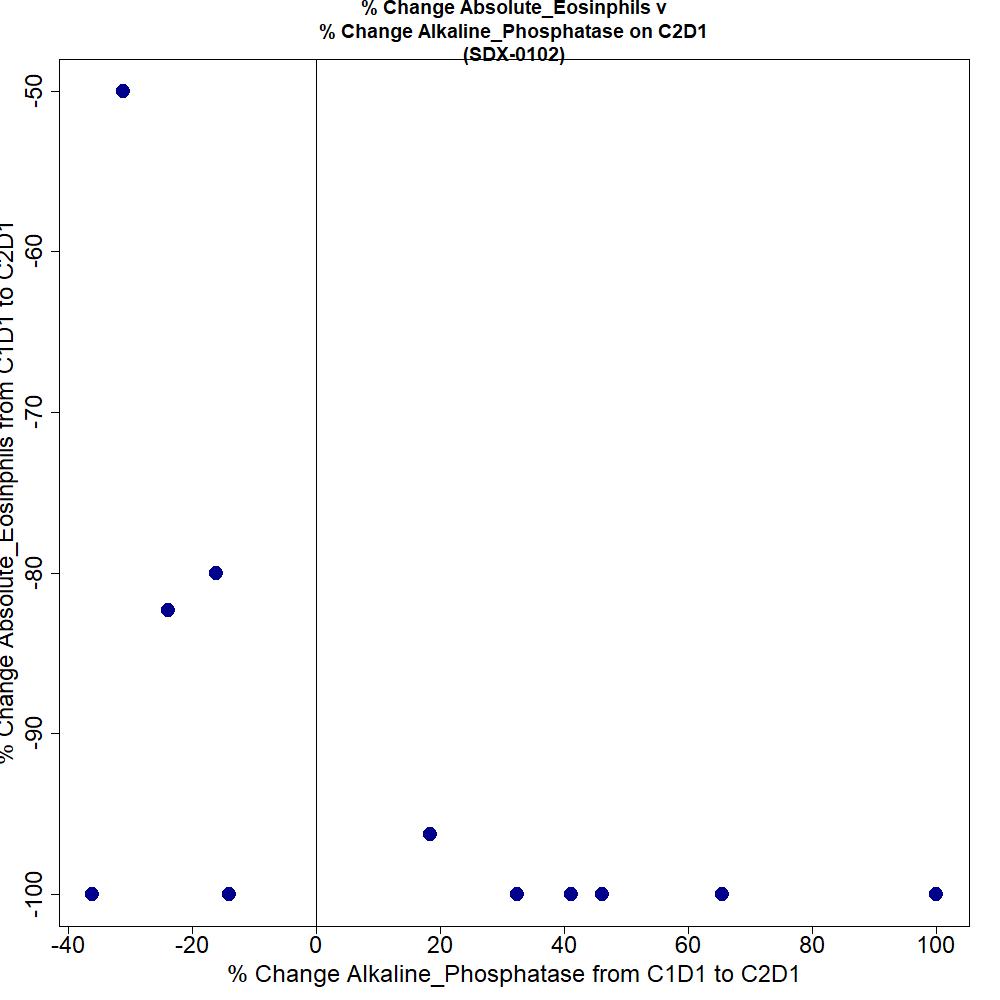 % Change Absolute_Eosinphils v
% Change Alkaline_Phosphatase on C2D1
(SDX-0102)
% Change Absolute_Eosinphils from C1D1 to C2D1
-50
-60
-70
-80
-90
-100
-40 -20 0 20 40 60 80 100
% Change Alkaline_Phosphatase from C1D1 to C2D1